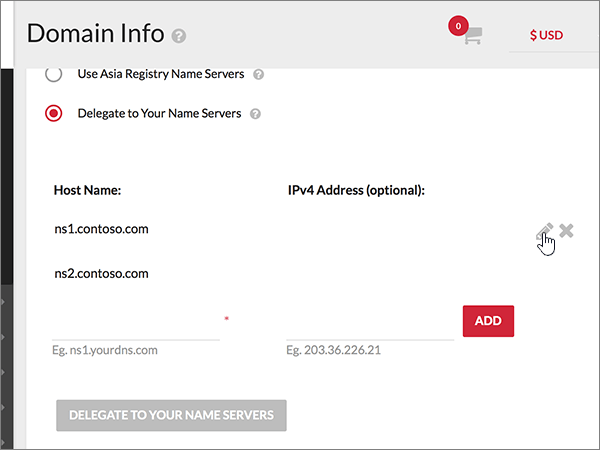 Domain Info ?
0
$ USD
Use Asia Registry Name Servers ?
Delegate to Your Name Servers ?
Host Name: IPv4 Address (optional):
ns1.contoso.com
ns2.contoso.com
* ADD
Eg. ns1.yourdns.com Eg. 203.36.226.21
DELEGATE TO YOUR NAME SERVERS